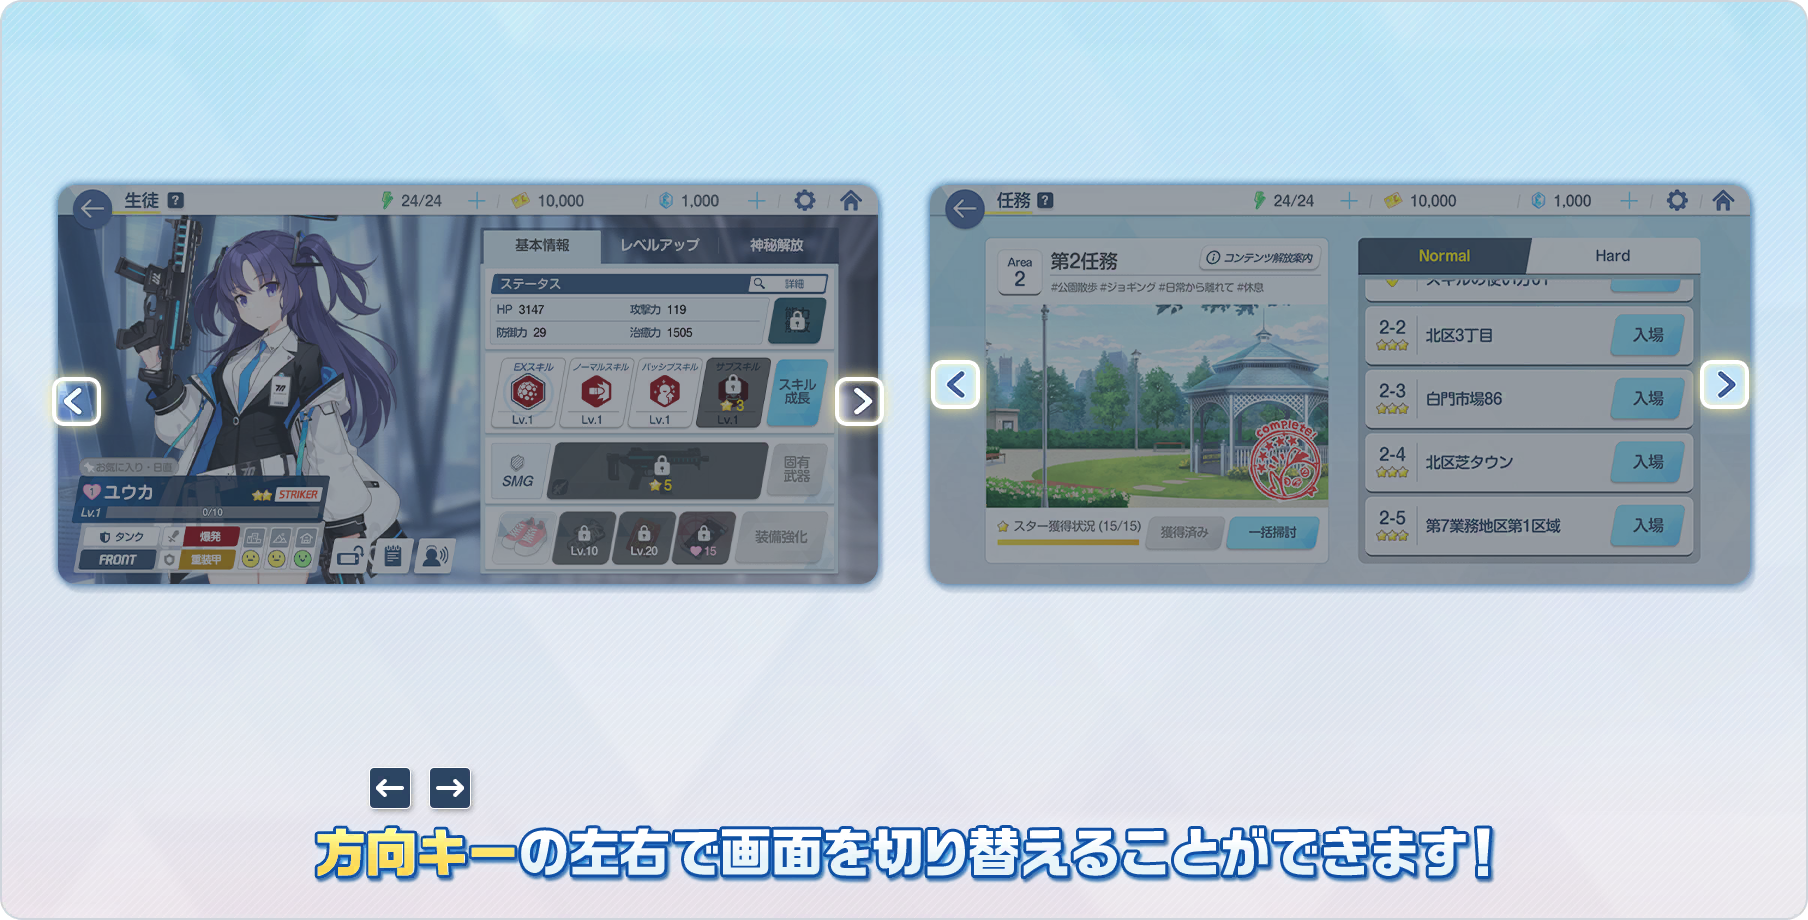 生徒 ?
24/24
10,000
1,000
基本情報
レベルアップ
神秘解放
ステータス
詳細
HP 3147
攻撃力 119
防御力 29
治癒力 1505
EXスキル
ノーマルスキル
パッシブスキル
サブスキル
★3
Lv.1
Lv.1
Lv.1
Lv.1
スキル
成長
SMG
★5
固有
武器
Lv.10
Lv.20
15
装備強化
お気に入り・日直
1
ユウカ
STRIKER
Lv.1
0/10
タンク
爆発
FRONT
重装甲
任務 ?
24/24
10,000
1,000
Area
2
第2任務
コンテンツ解放案内
#公園散歩 #ジョギング #日常から離れて #休息
complete!
スター獲得状況 (15/15)
獲得済み
一括掃討
Normal
Hard
2-2
北区3丁目
入場
2-3
白門市場86
入場
2-4
北区芝タウン
入場
2-5
第7業務地区第1区域
入場
← →
方向キーの左右で画面を切り替えることができます！